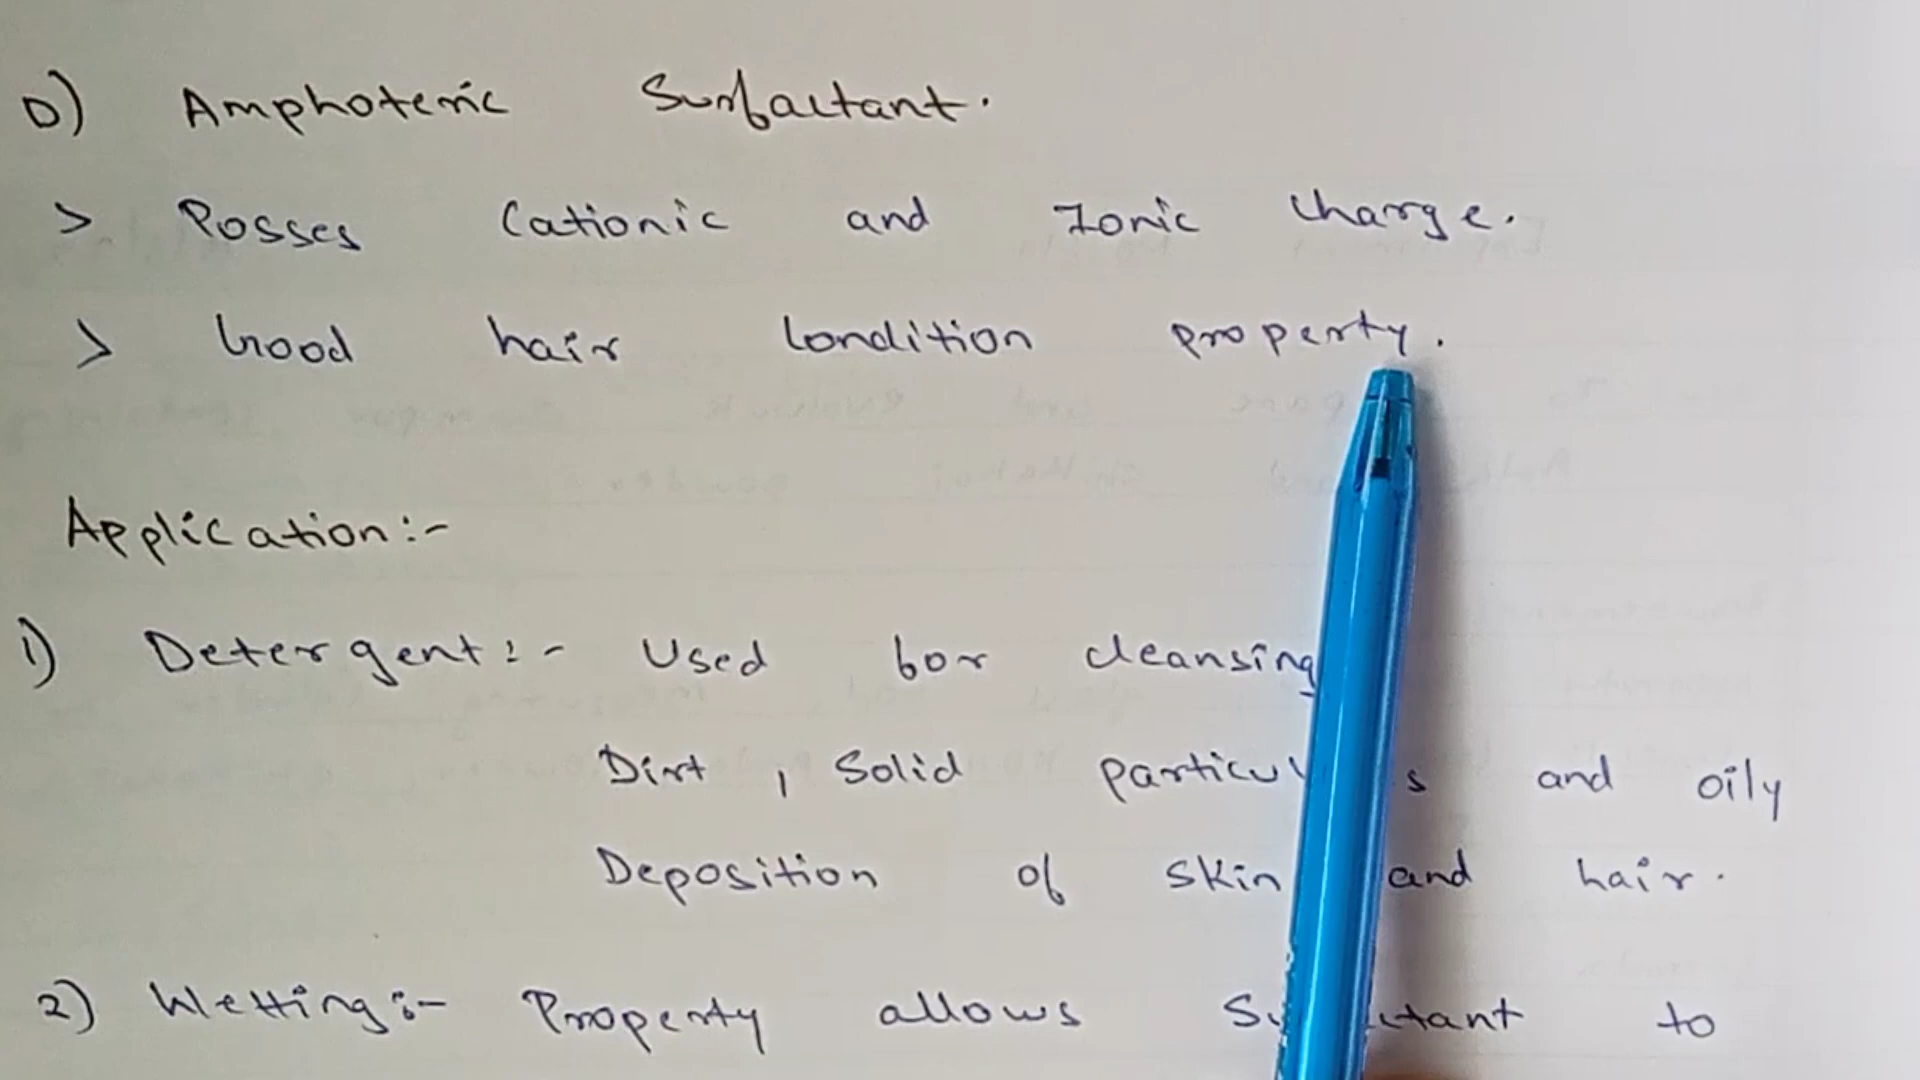 D) Amphoteric Surfactant.
> Posses Cationic and Ionic charge.
> Good hair Condition property.
Application:-
1) Detergent:- Used for cleansing
Dirt, Solid and oily
Deposition of Skin and hair.
2) Wetting:- Property allows to